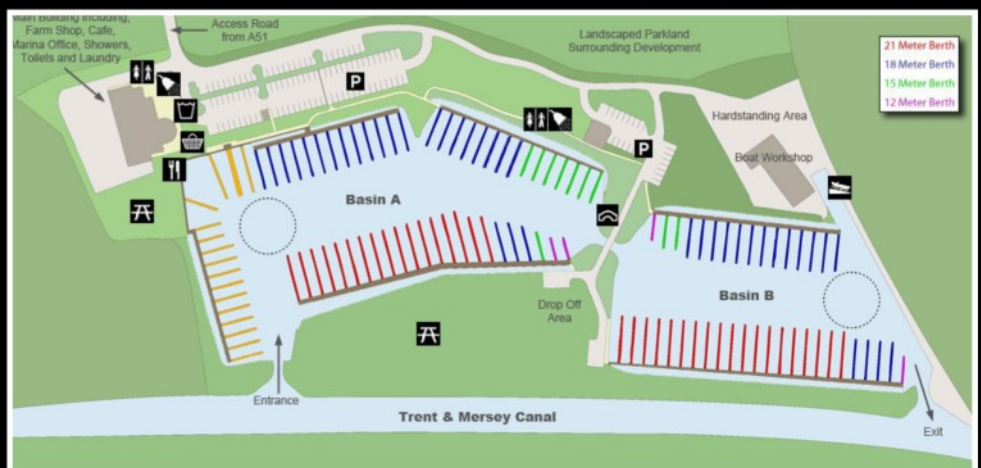 Main Building Including,
Farm Shop, Cafe,
Marina Office, Showers,
Toilets and Laundry
Access Road
from A51
Landscaped Parkland
Surrounding Development
21 Meter Berth
18 Meter Berth
15 Meter Berth
12 Meter Berth
P
Hardstanding Area
P
Boat Workshop
Basin A
Basin B
Drop Off
Area
Entrance
Trent & Mersey Canal
Exit